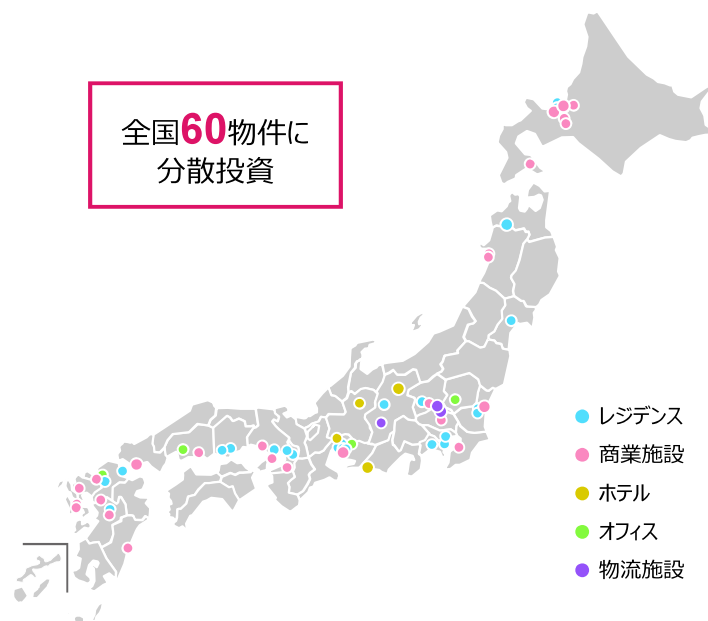 全国60物件に
分散投資
レジデンス
商業施設
ホテル
オフィス
物流施設